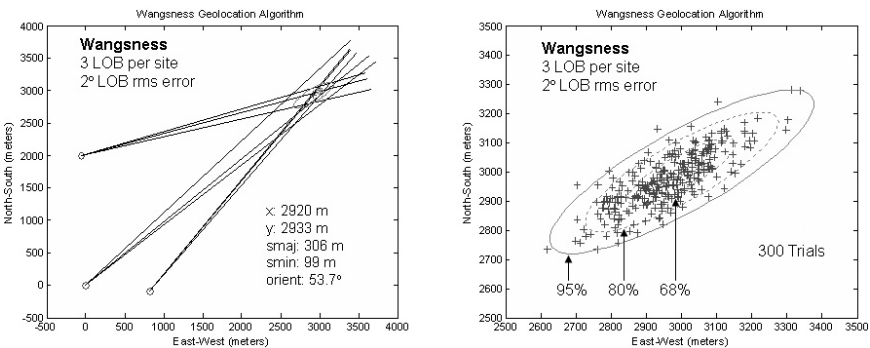 Wangsness Geolocation Algorithm
Wangsness
3 LOB per site
2º LOB rms error
4000
3500
3000
2500
2000
1500
1000
500
0
-500
North-South (meters)
x: 2920 m
y: 2933 m
smaj: 306 m
smin: 99 m
orient: 53.7º
-500 0 500 1000 1500 2000 2500 3000 3500 4000
East-West (meters)
Wangsness Geolocation Algorithm
Wangsness
3 LOB per site
2º LOB rms error
3500
3400
3300
3200
3100
3000
2900
2800
2700
2600
2500
North-South (meters)
300 Trials
95% 80% 68%
2500 2600 2700 2800 2900 3000 3100 3200 3300 3400 3500
East-West (meters)